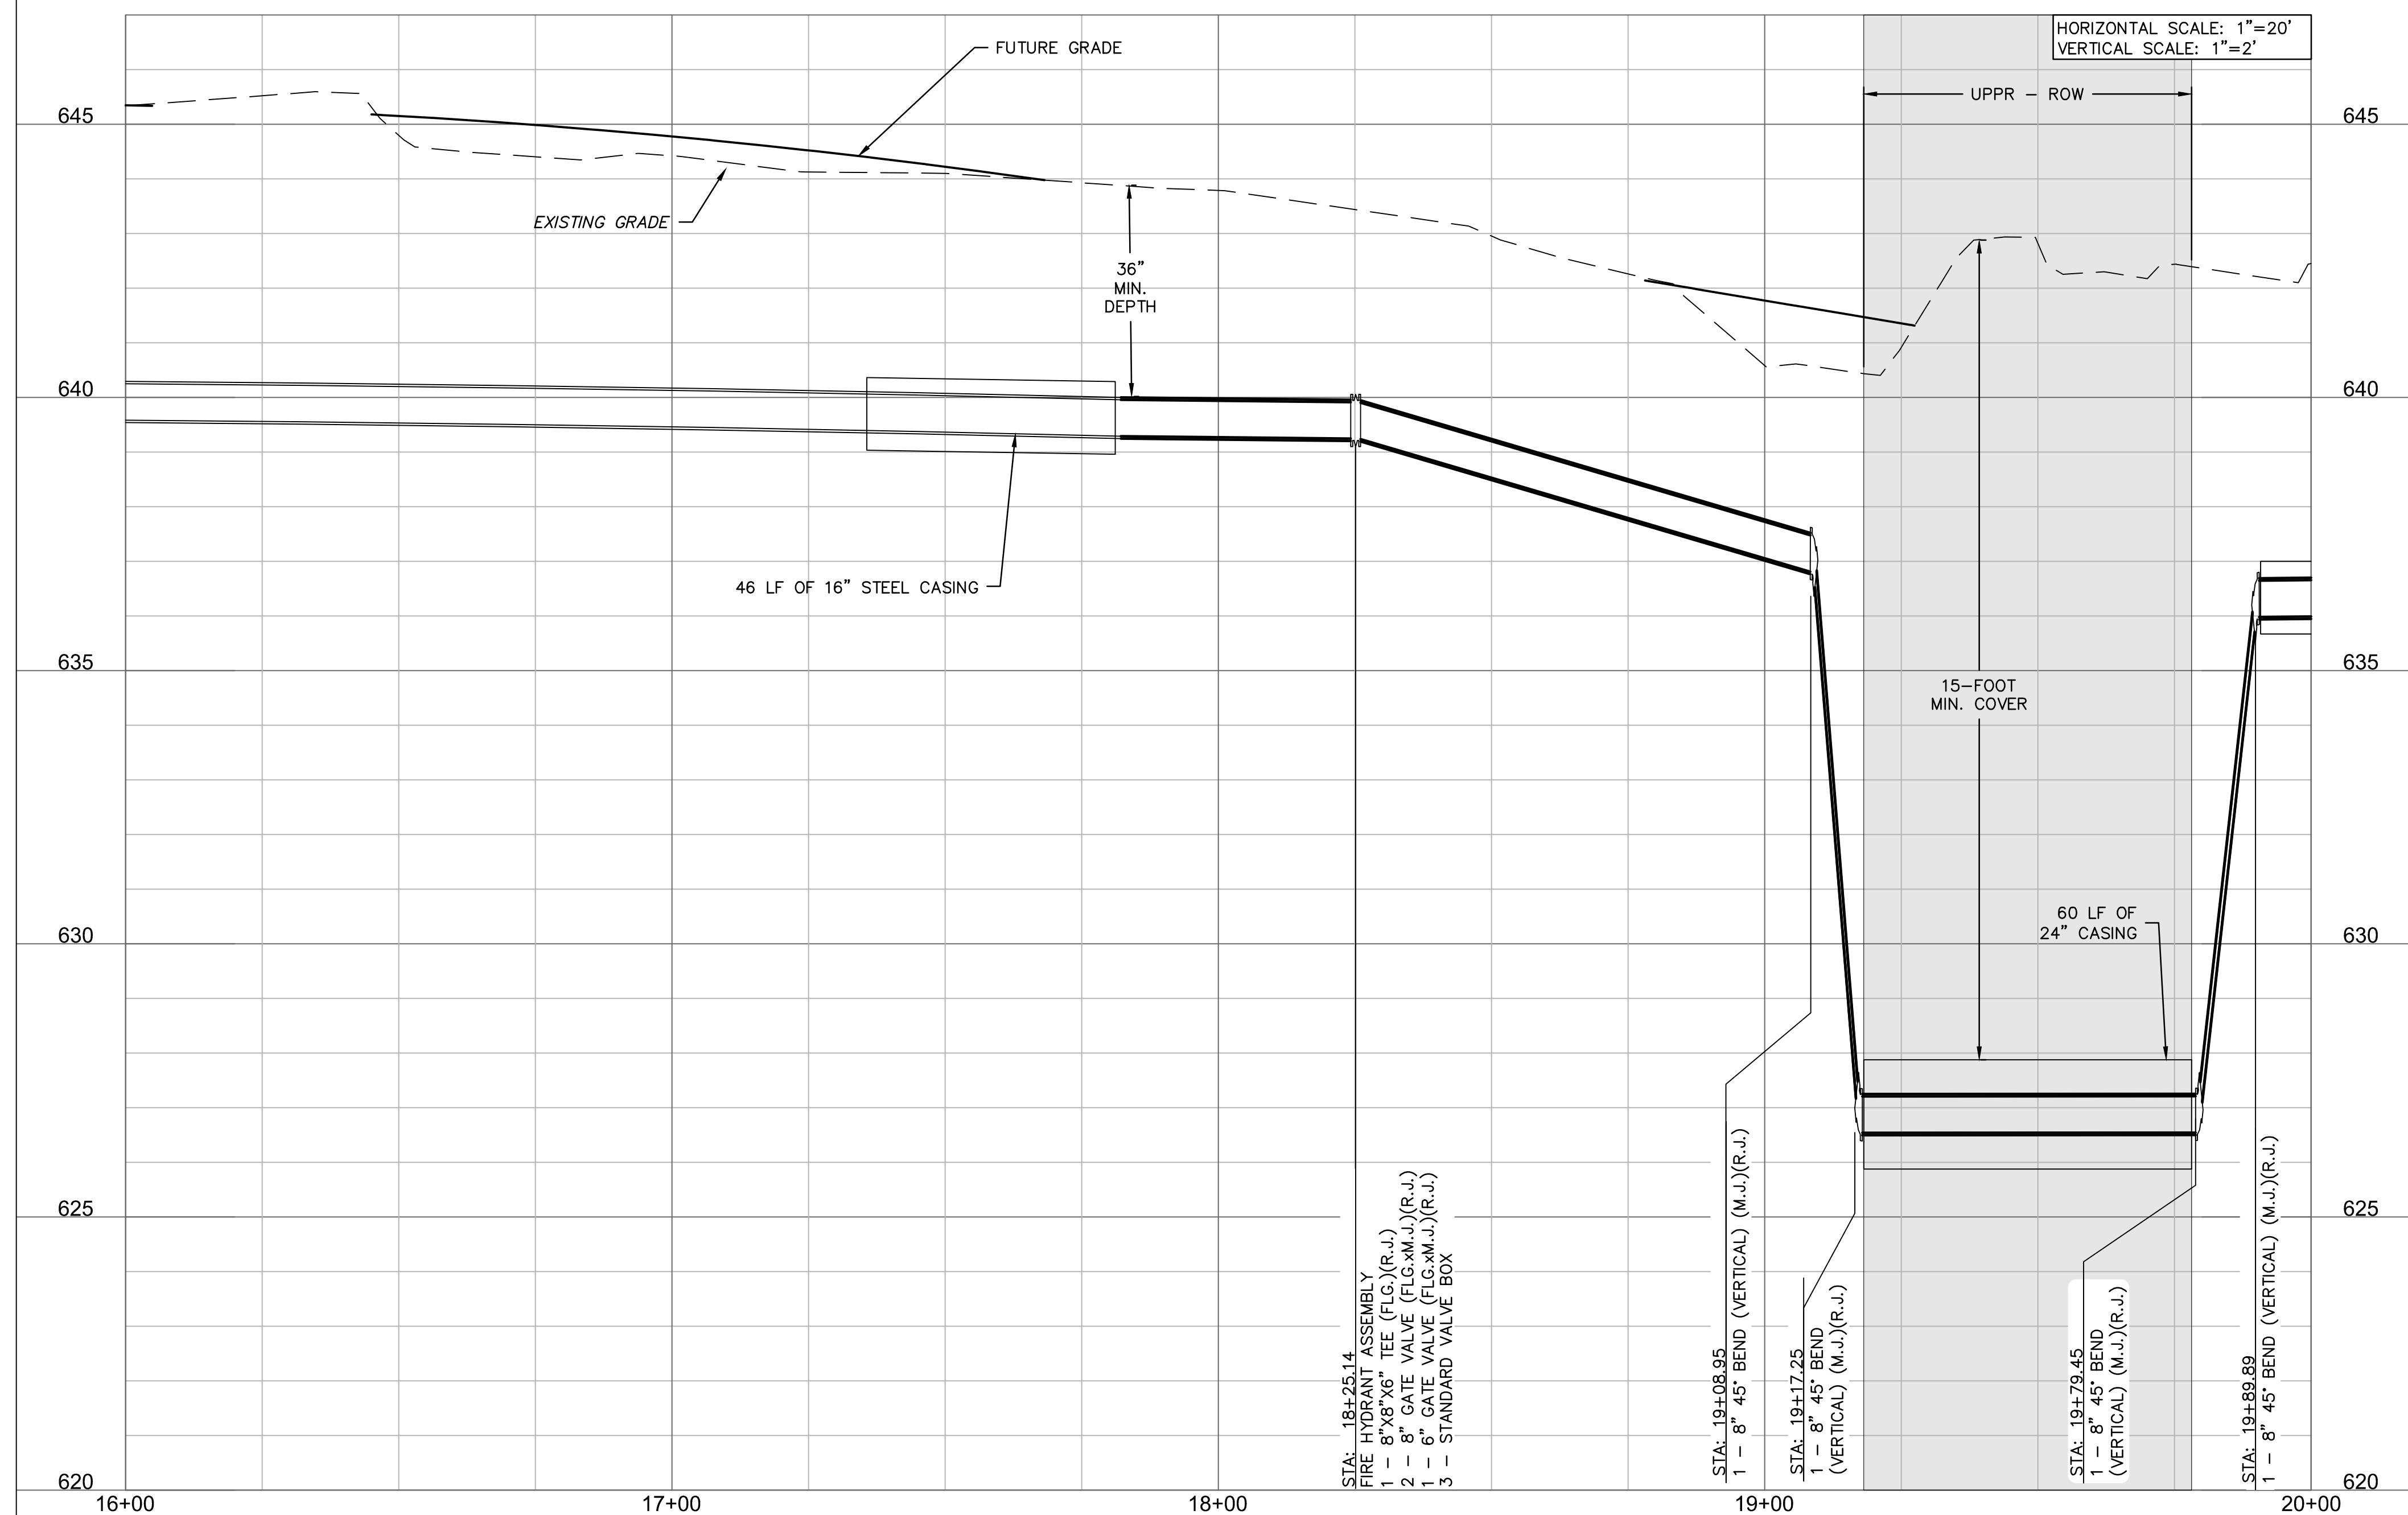 HORIZONTAL SCALE: 1"=20'
VERTICAL SCALE: 1"=2'
FUTURE GRADE
UPPR – ROW
645
645
EXISTING GRADE
36"
MIN.
DEPTH
640
640
46 LF OF 16" STEEL CASING
635
635
15–FOOT
MIN. COVER
60 LF OF
24" CASING
630
630
625
625
STA: 18+25.14
FIRE HYDRANT ASSEMBLY
1 – 8"X8"X6" TEE (FLG.)(R.J.)
2 – 8" GATE VALVE (FLG.xM.J.)(R.J.)
1 – 6" GATE VALVE (FLG.xM.J.)(R.J.)
3 – STANDARD VALVE BOX
STA: 19+08.95
1 – 8" 45° BEND (VERTICAL) (M.J.)(R.J.)
STA: 19+17.25
1 – 8" 45° BEND
(VERTICAL) (M.J.)(R.J.)
STA: 19+79.45
1 – 8" 45° BEND
(VERTICAL) (M.J.)(R.J.)
STA: 19+89.89
1 – 8" 45° BEND (VERTICAL) (M.J.)(R.J.)
620
620
16+00
17+00
18+00
19+00
20+00